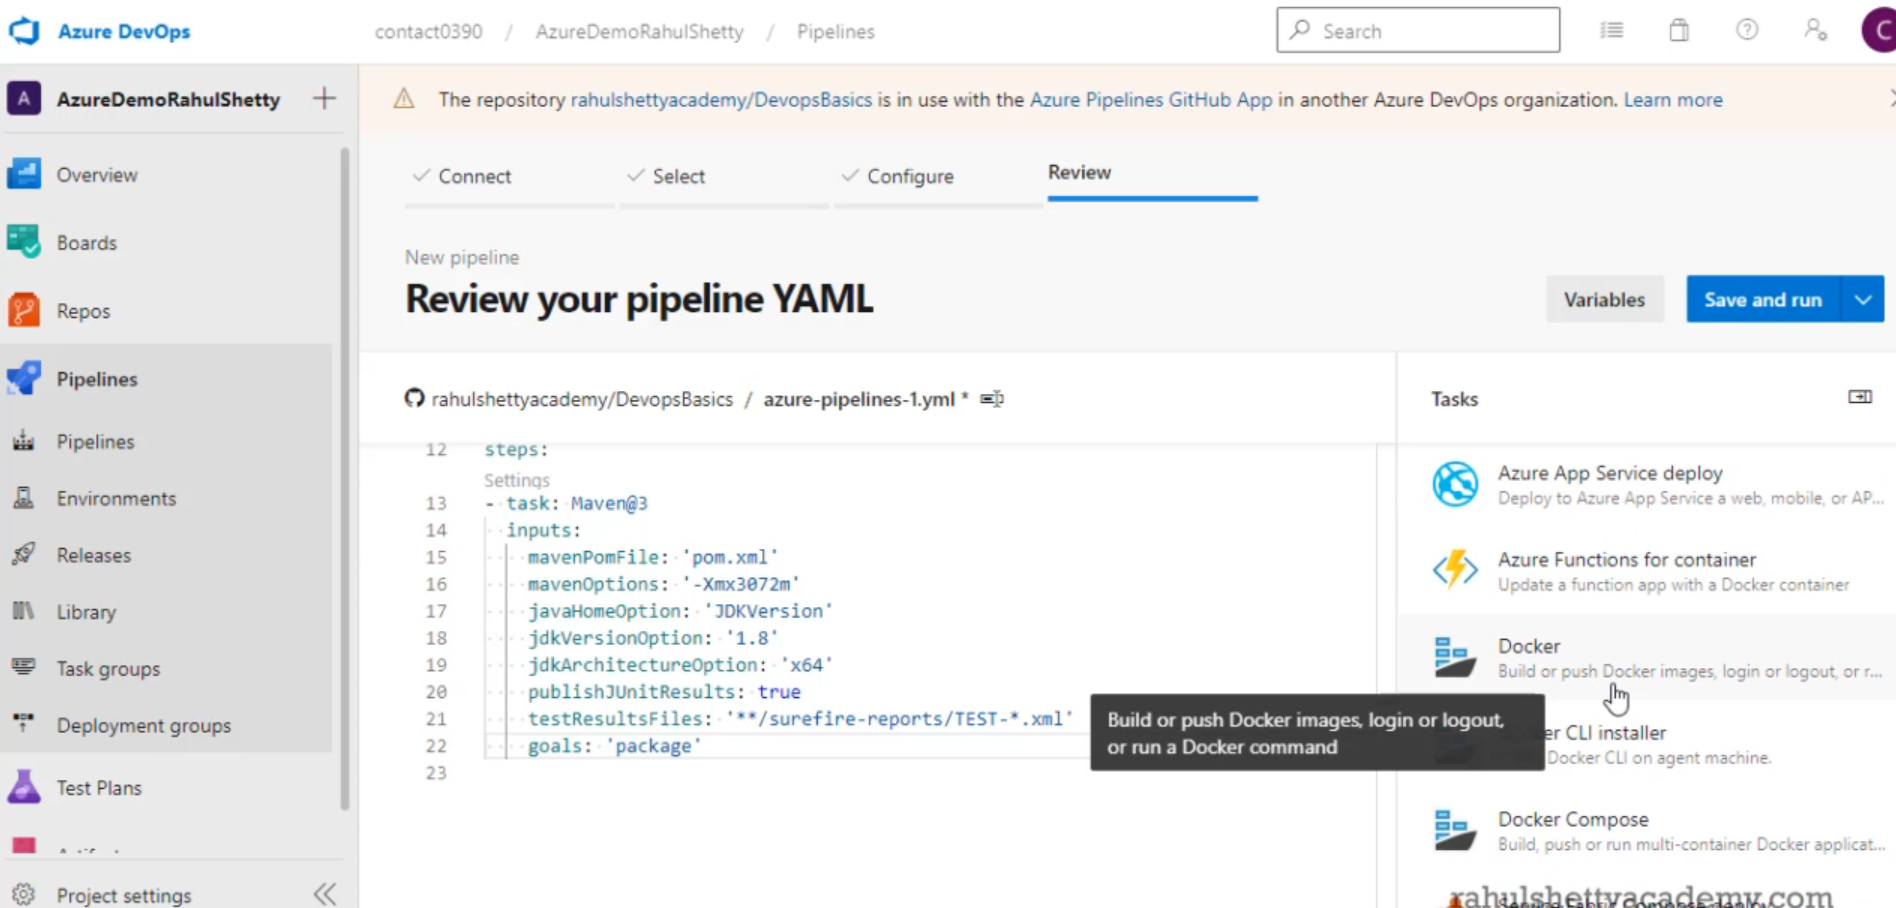 Azure DevOps
contact0390 / AzureDemoRahulShetty / Pipelines
Search
C
A
AzureDemoRahulShetty
The repository rahulshettyacademy/DevopsBasics is in use with the Azure Pipelines GitHub App in another Azure DevOps organization. Learn more
Overview
Boards
Repos
Pipelines
Pipelines
Environments
Releases
Library
Task groups
Deployment groups
Test Plans
Project settings
Connect
Select
Configure
Review
New pipeline
Review your pipeline YAML
Variables
Save and run
rahulshettyacademy/DevopsBasics / azure-pipelines-1.yml *
12 steps:
Settings
13 - task: Maven@3
14 inputs:
15 mavenPomFile: 'pom.xml'
16 mavenOptions: '-Xmx3072m'
17 javaHomeOption: 'JDKVersion'
18 jdkVersionOption: '1.8'
19 jdkArchitectureOption: 'x64'
20 publishJUnitResults: true
21 testResultsFiles: '**/surefire-reports/TEST-*.xml'
22 goals: 'package'
23
Tasks
Azure App Service deploy
Deploy to Azure App Service a web, mobile, or AP...
Azure Functions for container
Update a function app with a Docker container
Docker
Build or push Docker images, login or logout, or r...
Build or push Docker images, login or logout,
or run a Docker command
CLI installer
Docker CLI on agent machine.
Docker Compose
Build, push or run multi-container Docker applicat...
rahulshettyacademy.com